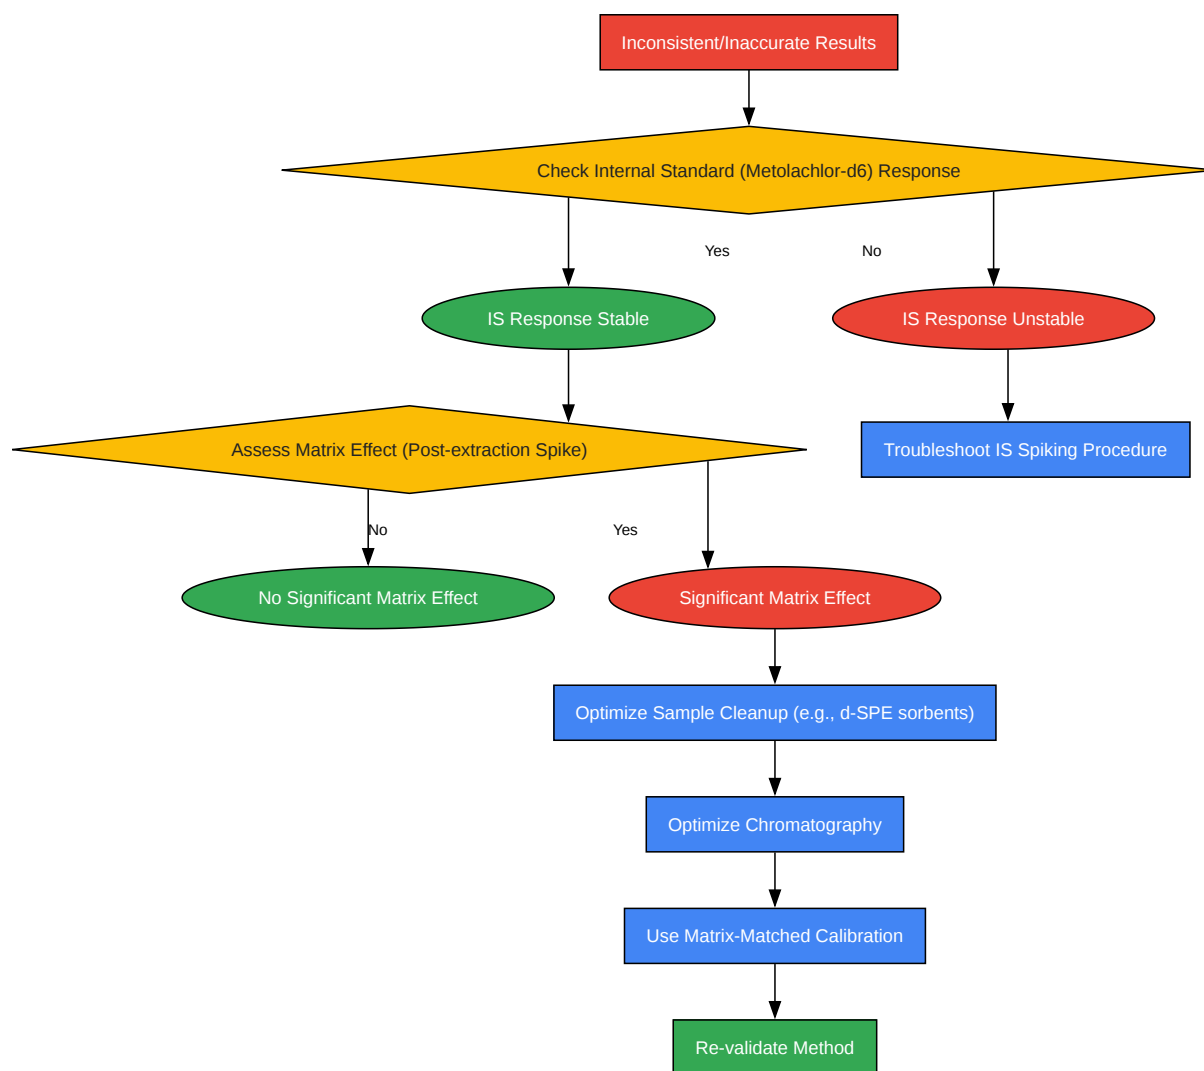 Inconsistent/Inaccurate Results
Check Internal Standard (Metolachlor-d6) Response
Yes
No
IS Response Stable
IS Response Unstable
Assess Matrix Effect (Post-extraction Spike)
Troubleshoot IS Spiking Procedure
No
Yes
No Significant Matrix Effect
Significant Matrix Effect
Optimize Sample Cleanup (e.g., d-SPE sorbents)
Optimize Chromatography
Use Matrix-Matched Calibration
Re-validate Method